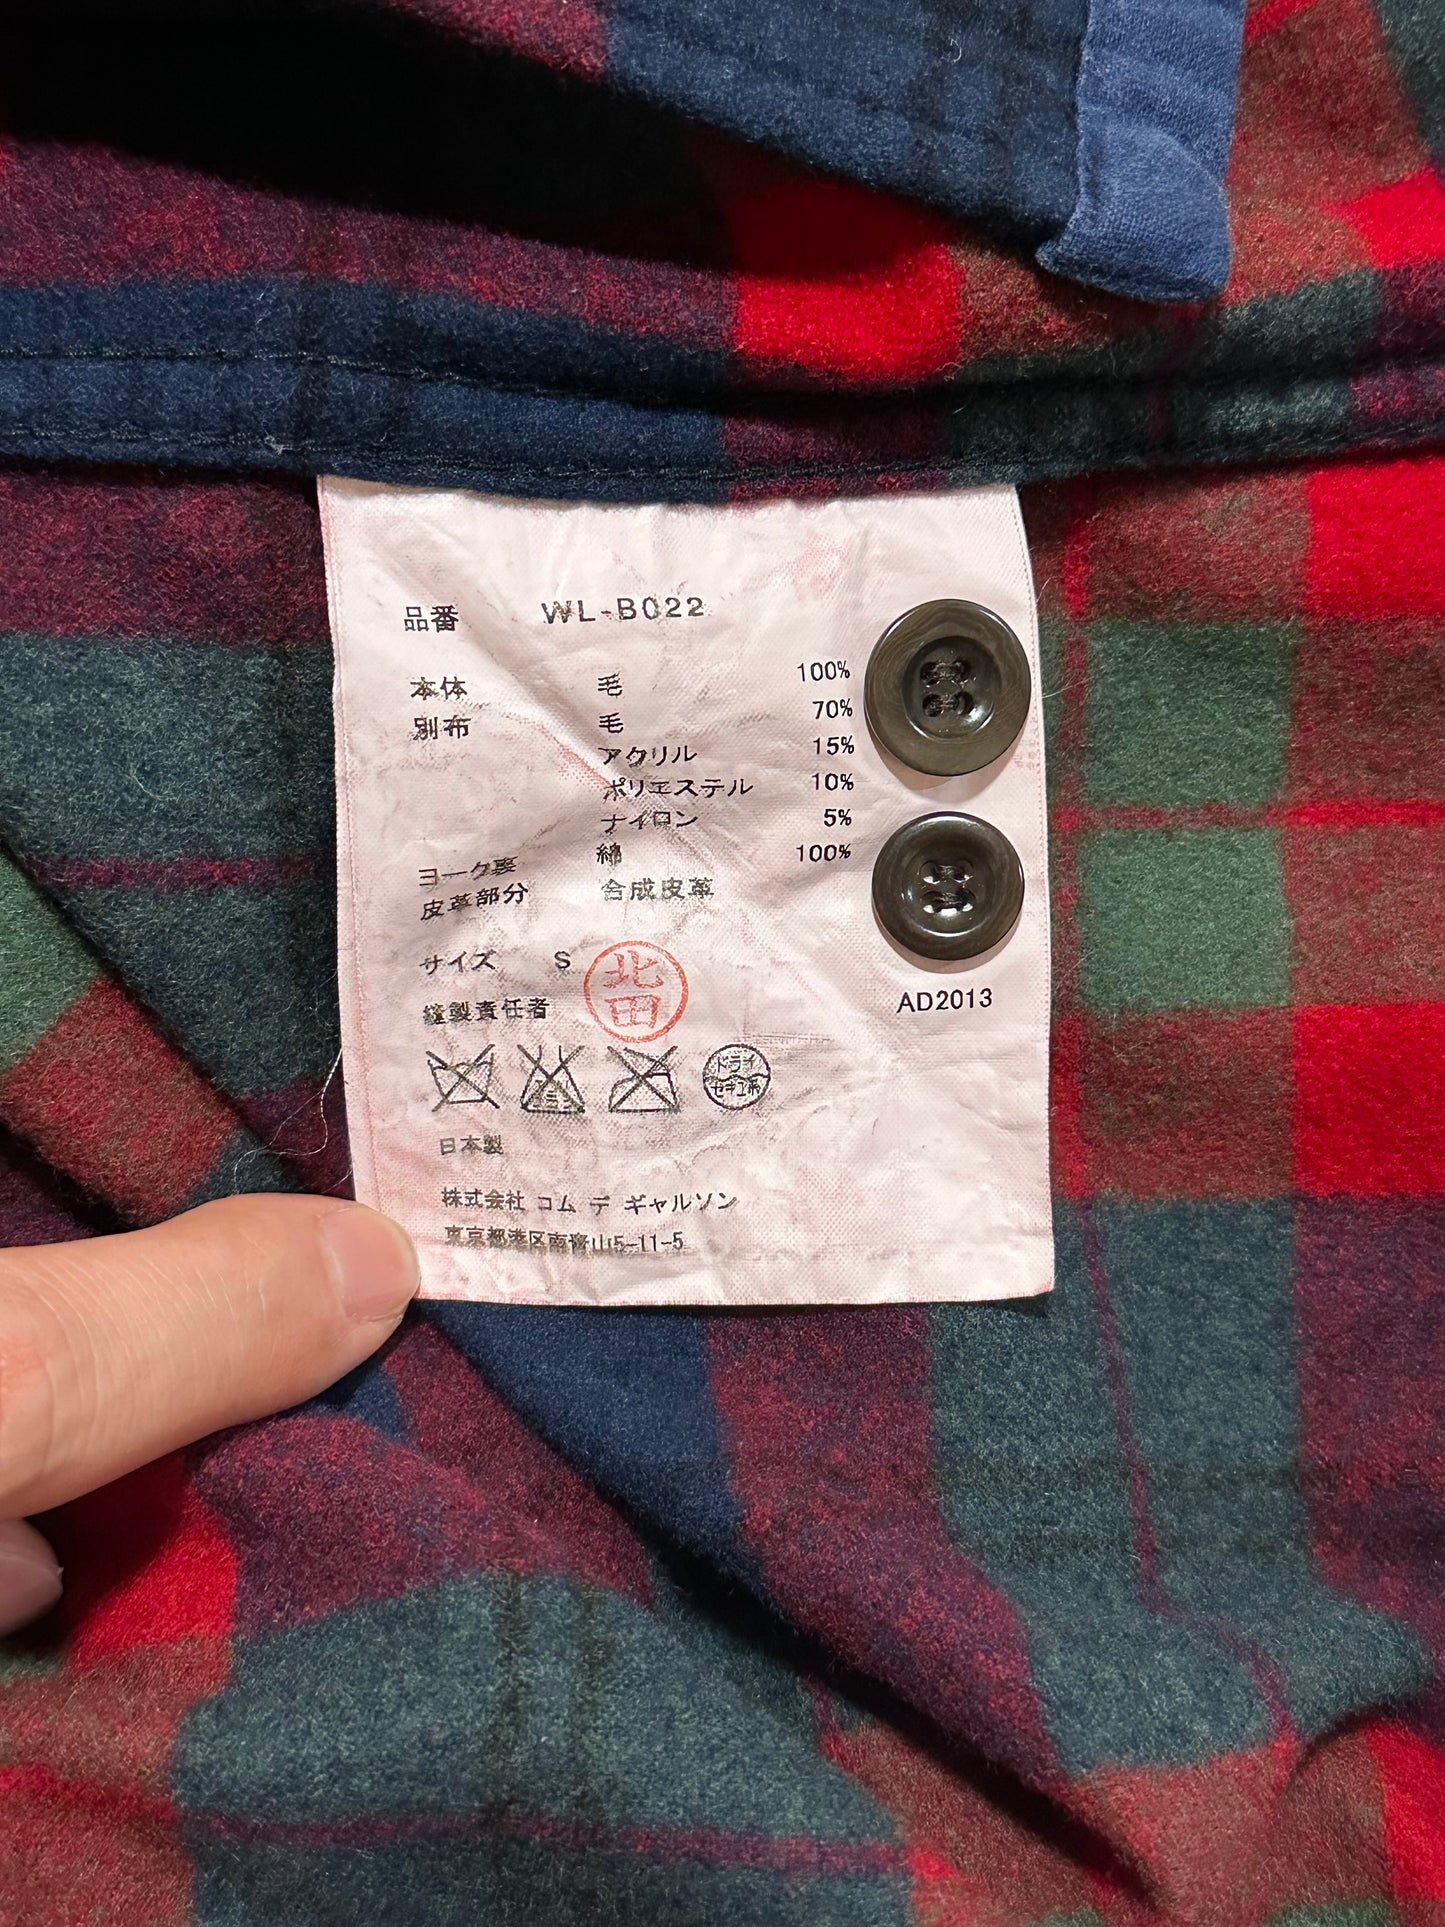 品番 WL-B022
本体 毛 100%
別布 毛 70%
アクリル 15%
ポリエステル 10%
ナイロン 5%
ヨーク裏 綿 100%
皮革部分 合成皮革
サイズ S
北田
縫製責任者
AD2013
ドライ
セキユ系
日本製
株式会社 コム デ ギャルソン
東京都港区南青山5-11-5